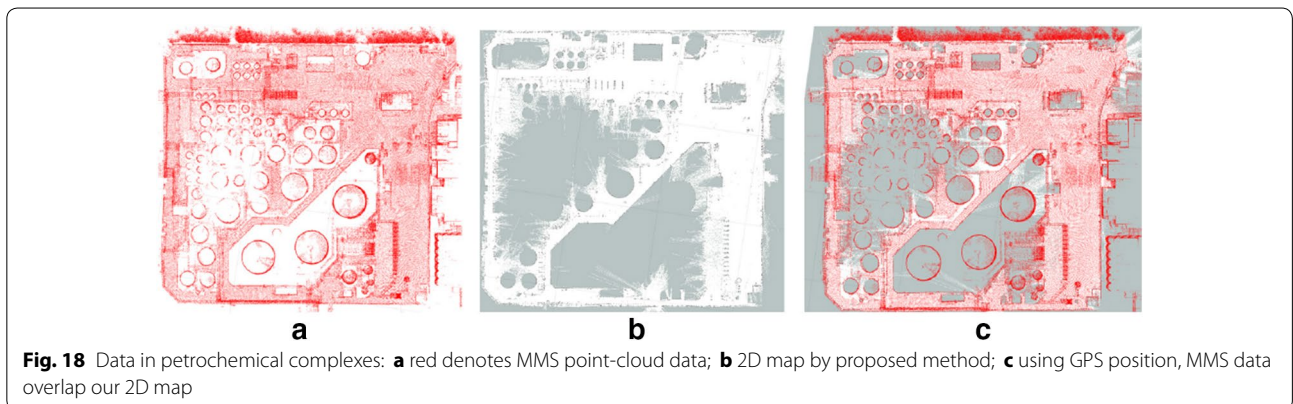 a
b
c
Fig. 18 Data in petrochemical complexes: a red denotes MMS point-cloud data; b 2D map by proposed method; c using GPS position, MMS data
overlap our 2D map